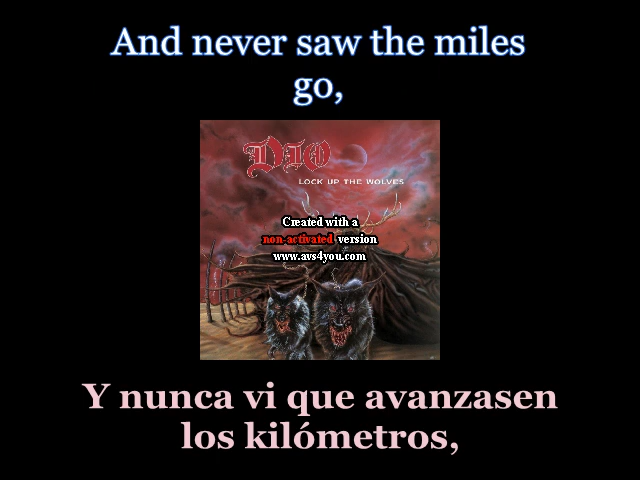 And never saw the miles
go,
DIO
LOCK UP THE WOLVES
Created with a
non-activated version
www.avs4you.com
Y nunca vi que avanzasen
los kilómetros,